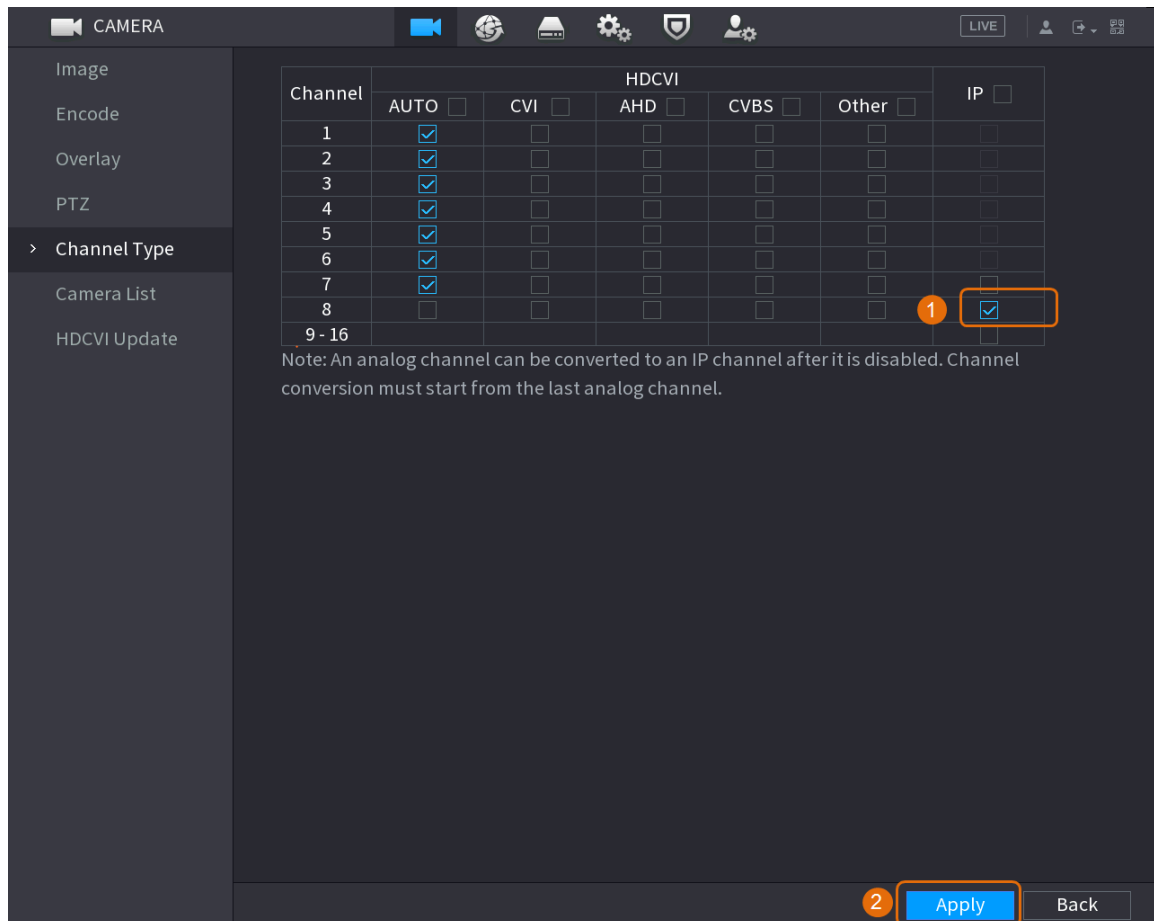 CAMERA
LIVE
Image
Encode
Overlay
PTZ
> Channel Type
Camera List
HDCVI Update
Channel HDCVI IP
AUTO CVI AHD CVBS Other
1
2
3
4
5
6
7
8 1
9 - 16
Note: An analog channel can be converted to an IP channel after it is disabled. Channel
conversion must start from the last analog channel.
2 Apply Back